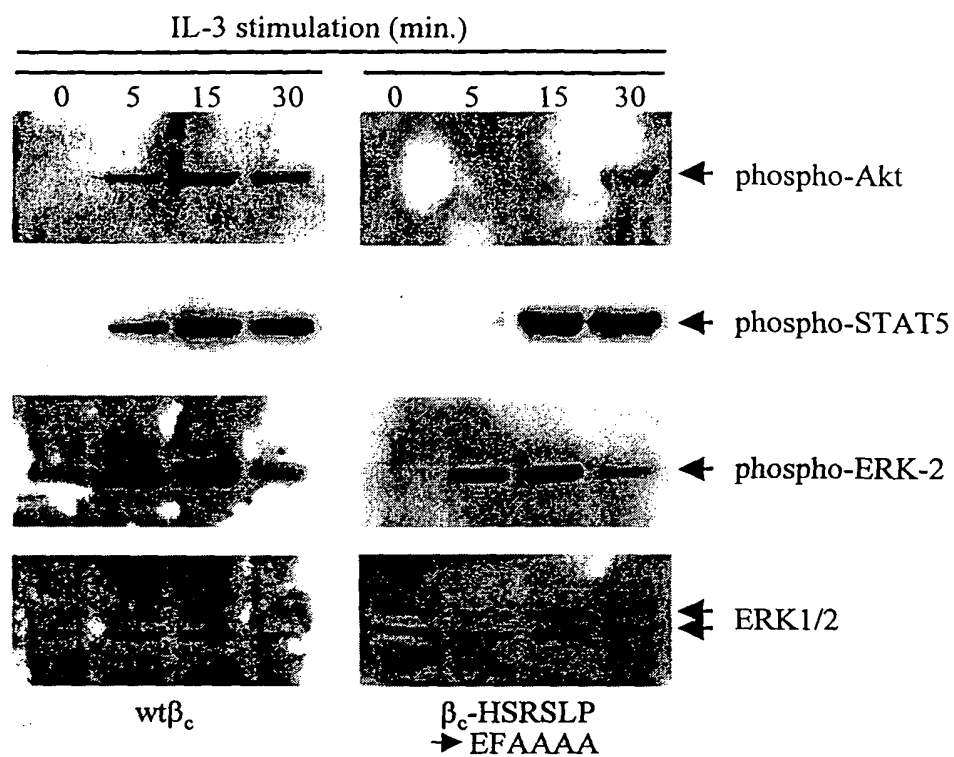 IL-3 stimulation (min.)
0 5 15 30 0 5 15 30
phospho-Akt
phospho-STAT5
phospho-ERK-2
ERK1/2
wtβc βc-HSRSLP
→ EFAAAA